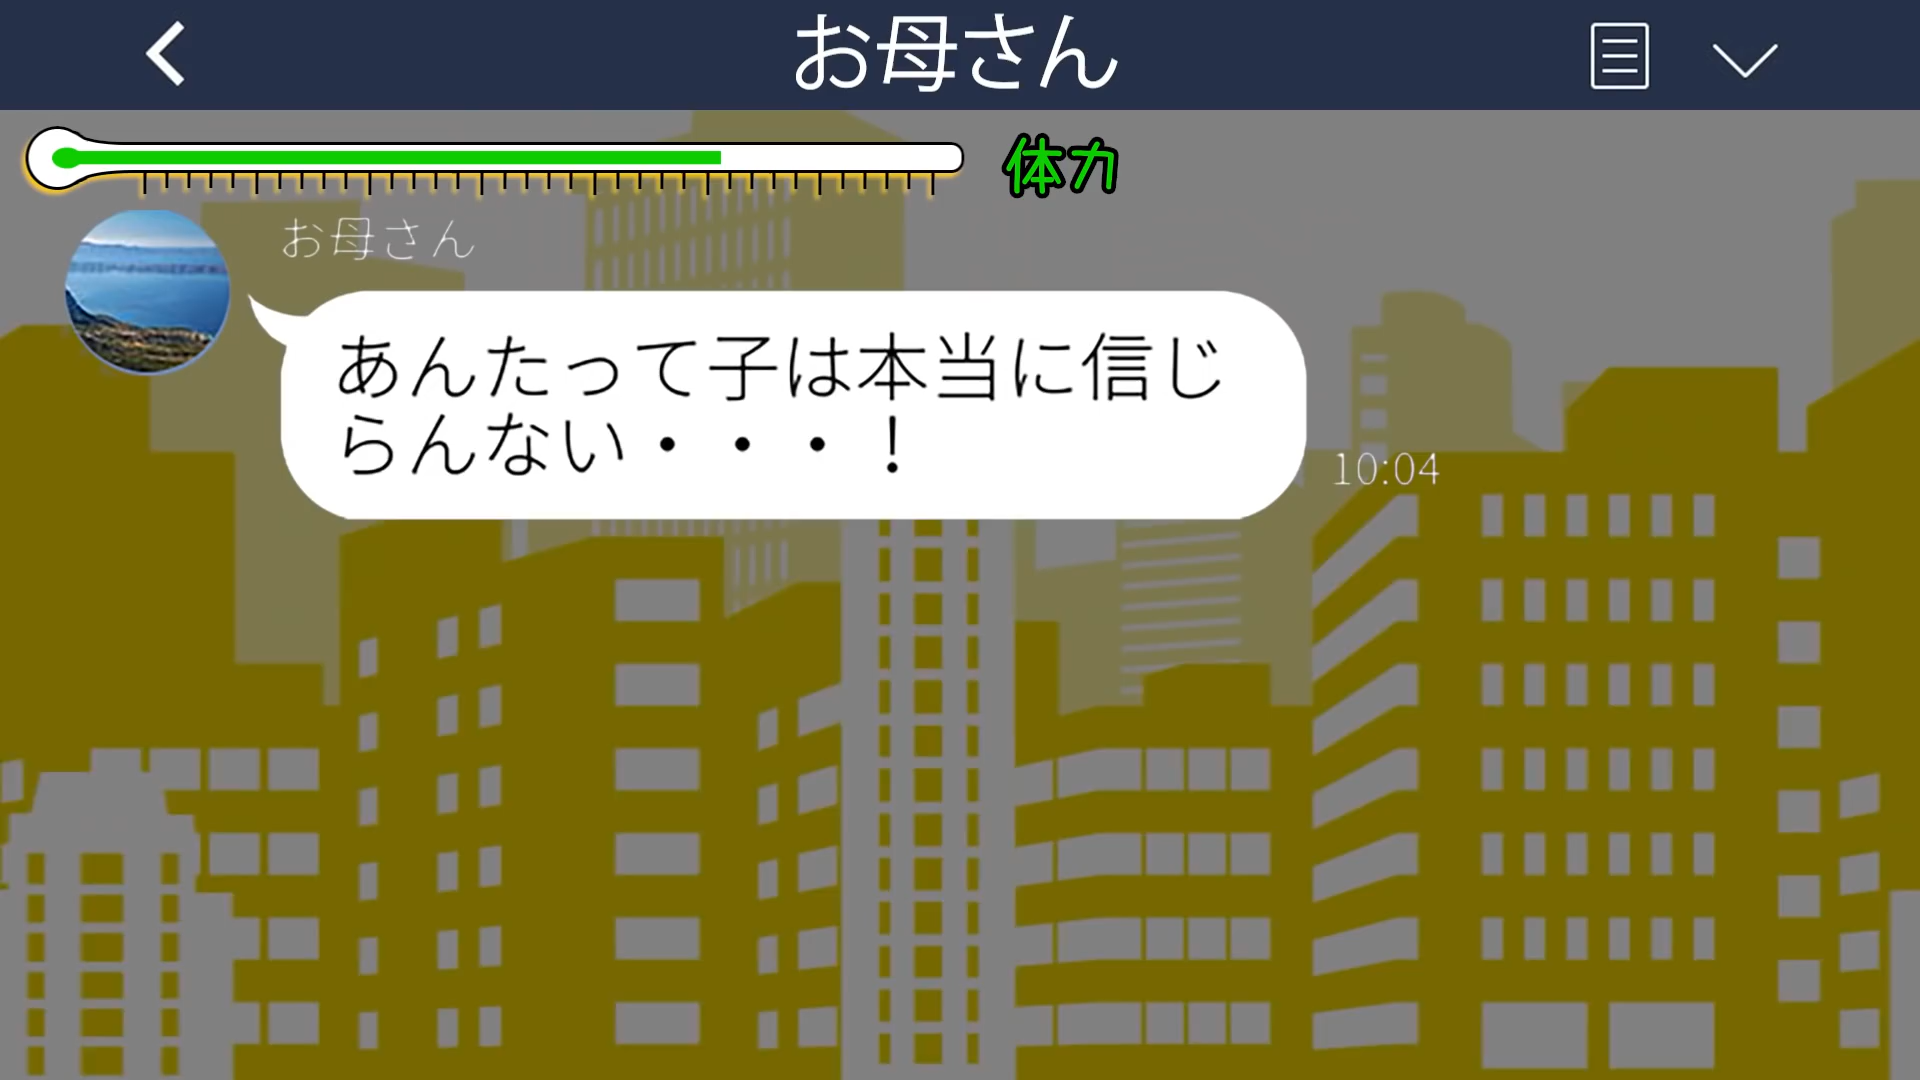 お母さん
体力
お母さん
あんたって子は本当に信じ
らんない・・・！
10:04